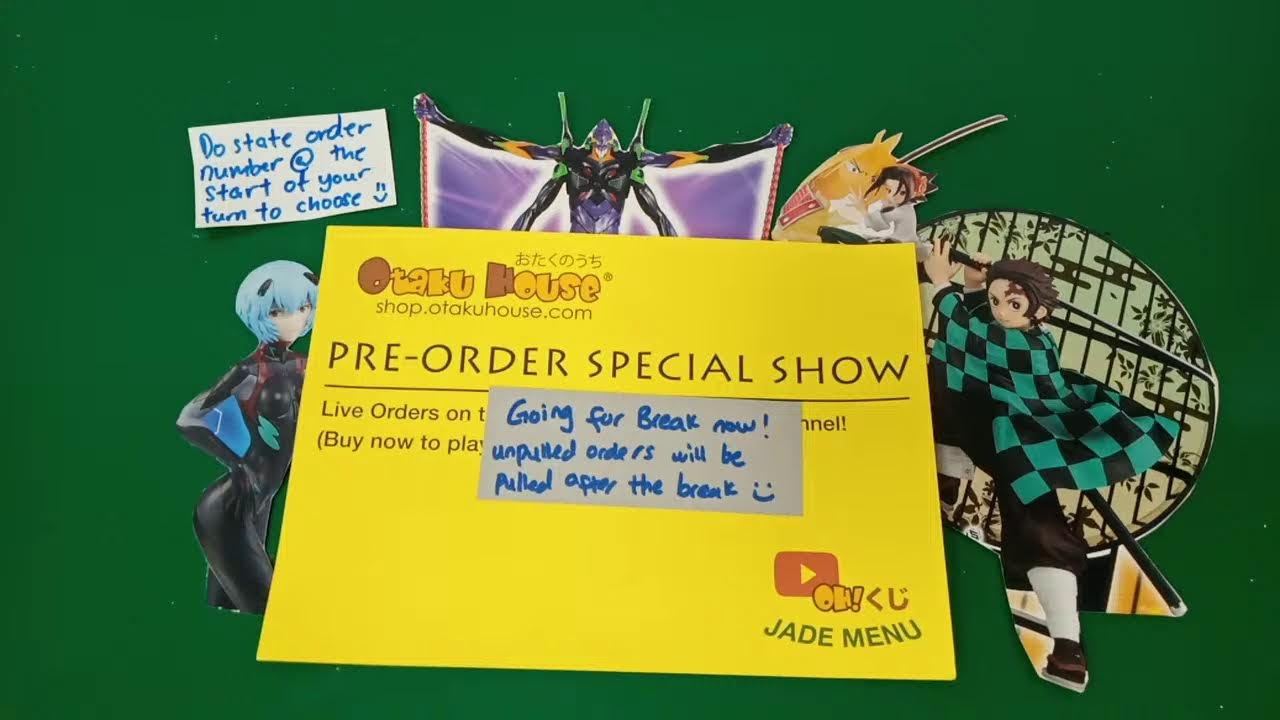 Do state order
number @ the
start of your
turn to choose
おたくのうち
Otaku House®
shop.otakuhouse.com
PRE-ORDER SPECIAL SHOW
Live Orders on t
nnel!
(Buy now to play
Going for Break now!
unpulled orders will be
pulled after the break
Oh!くじ
JADE MENU